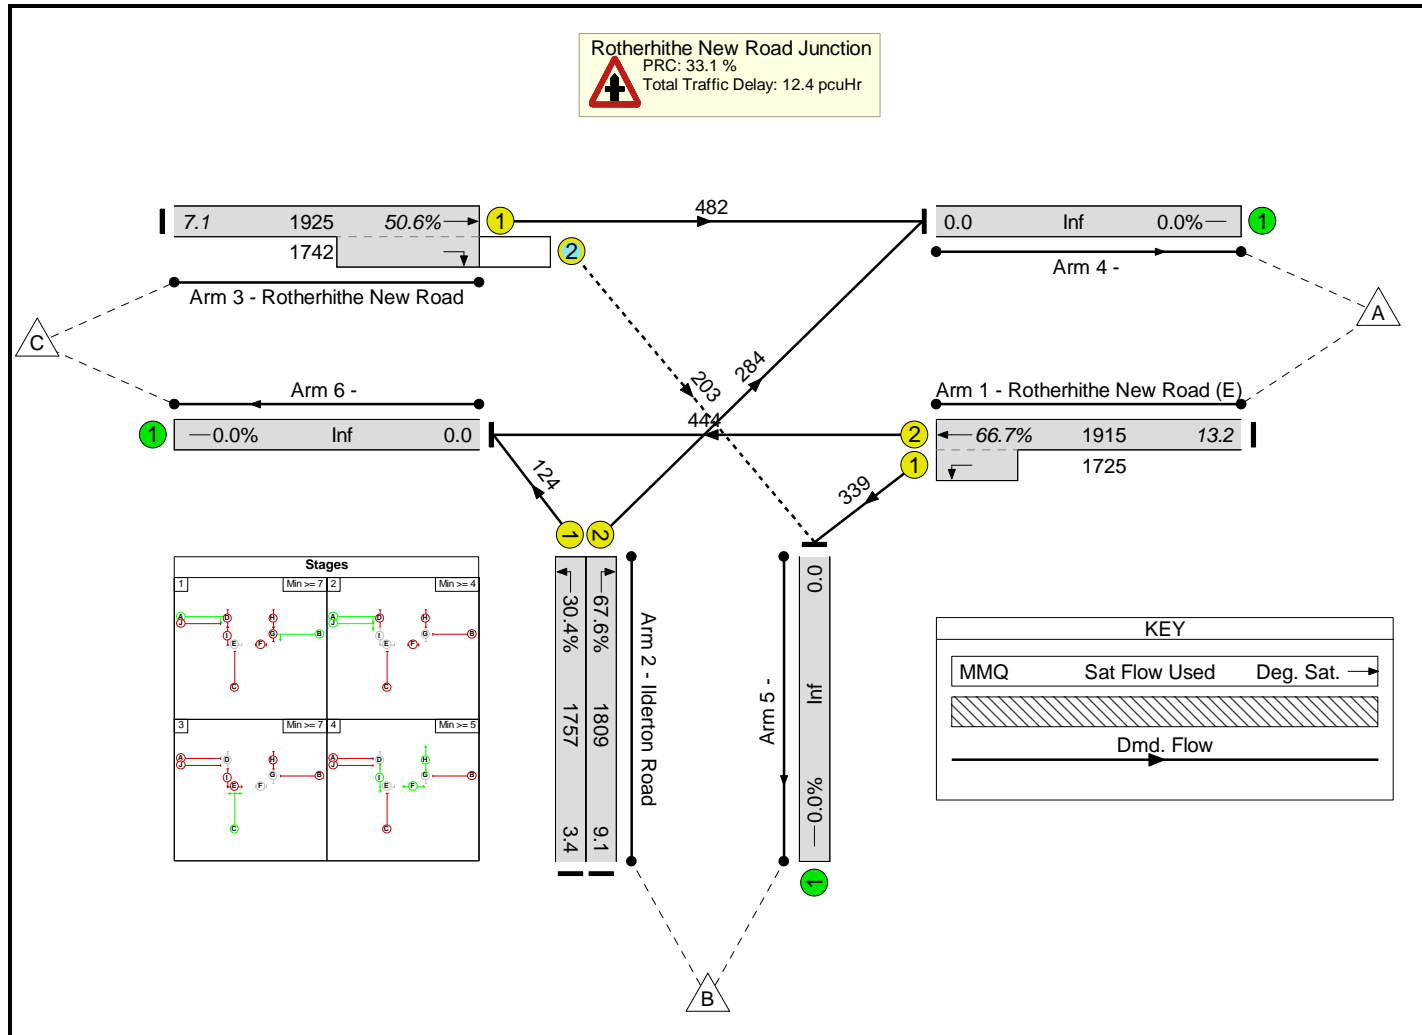 Rotherhithe New Road Junction
PRC: 33.1 %
Total Traffic Delay: 12.4 pcuHr
7.1 1925 50.6%
1
1742
2
482
0.0 Inf 0.0%
1
Arm 3 - Rotherhithe New Road
Arm 4 -
C
A
203
284
Arm 6 -
Arm 1 - Rotherhithe New Road (E)
1
0.0% Inf 0.0
444
2
66.7% 1915 13.2
1
1725
124
339
1
2
30.4% 1757 3.4
67.6% 1809 9.1
Arm 2 - Ilderton Road
Arm 5 -
0.0 Inf 0.0%
1
B
Stages
1 Min >= 7
A
J
D
I
E
F
H
G
B
C
2 Min >= 4
A
J
D
I
E
F
H
G
B
C
3 Min >= 7
A
J
D
I
E
F
H
G
B
C
4 Min >= 5
A
J
D
I
E
F
H
G
B
C
KEY
MMQ Sat Flow Used Deg. Sat.
Dmd. Flow